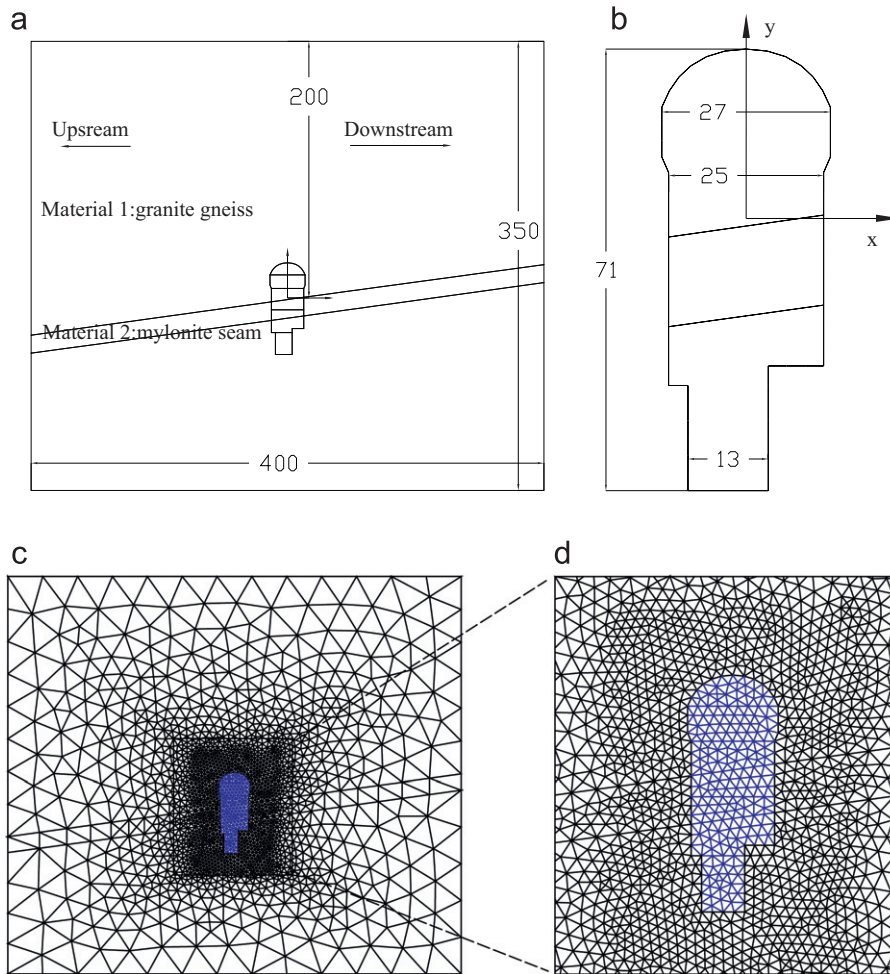 a
200
Upsream
Downstream
Material 1:granite gneiss
350
Material 2:mylonite seam
400
b
y
27
25
x
71
13
c
d